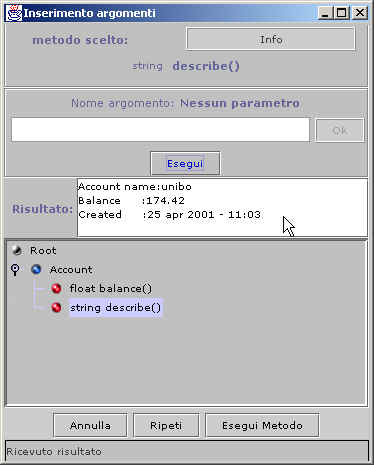 Inserimento argomenti
metodo scelto: Info
string describe()
Nome argomento: Nessun parametro
Ok
Esegui
Risultato:
Account name:unibo
Balance :174.42
Created :25 apr 2001 - 11:03
Root
Account
float balance()
string describe()
Annulla Ripeti Esegui Metodo
Ricevuto risultato